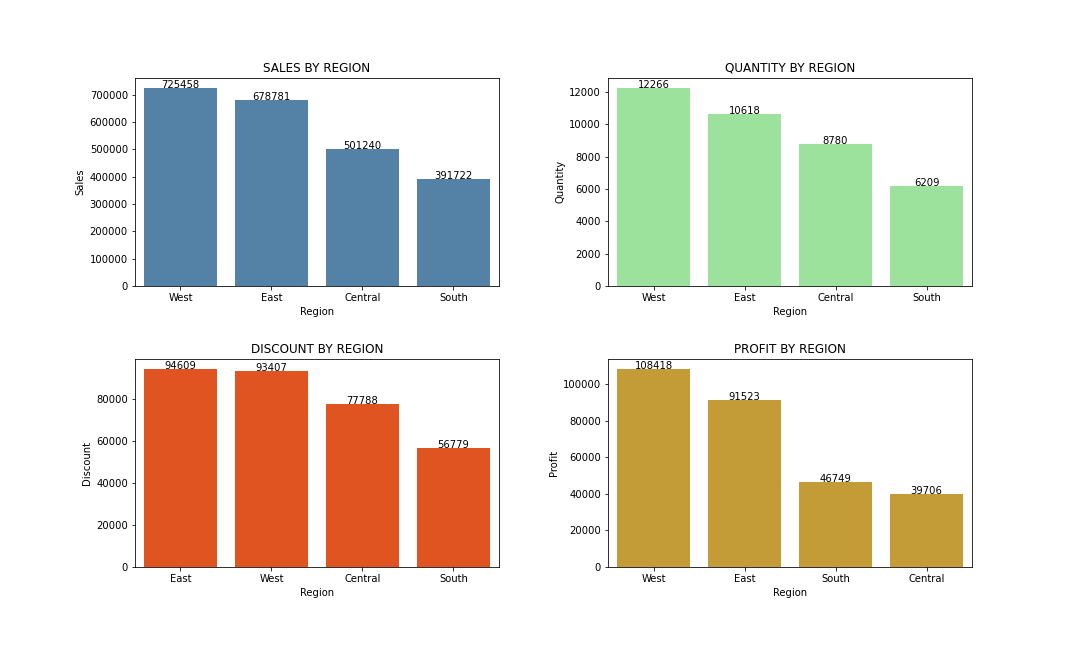 SALES BY REGION
725458
678781
501240
391722
700000
600000
500000
400000
300000
200000
100000
0
Sales
West East Central South
Region
QUANTITY BY REGION
12266
10618
8780
6209
12000
10000
8000
6000
4000
2000
0
Quantity
West East Central South
Region
DISCOUNT BY REGION
94609
93407
77788
56779
80000
60000
40000
20000
0
Discount
East West Central South
Region
PROFIT BY REGION
108418
91523
46749
39706
100000
80000
60000
40000
20000
0
Profit
West East South Central
Region